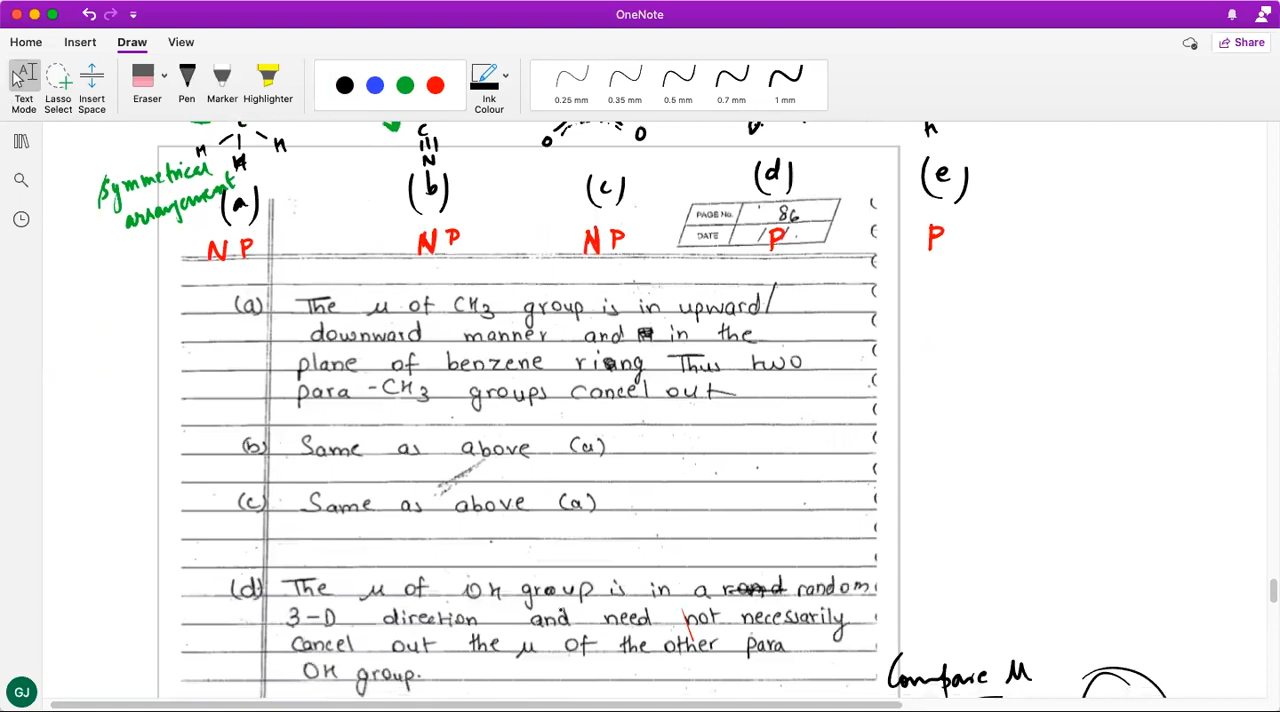 OneNote
Home Insert Draw View
Share
Text Mode
Lasso Select
Insert Space
Eraser
Pen
Marker
Highlighter
Ink Colour
0.25 mm
0.35 mm
0.5 mm
0.7 mm
1 mm
C
H H H
C
N
O O
h
Symmetrical
arrangement
(a) (b) (c) (d) (e)
PAGE No. 86
DATE / /
NP NP NP P P
(a) The μ of CH3 group is in upward/
downward manner and in the
plane of benzene ring Thus two
para -CH3 groups cancel out
(b) Same as above (a)
(c) Same as above (a)
(d) The μ of OH group is in a random
3-D direction and need not necessarily
cancel out the μ of the other para
OH group.
Compare μ
GJ